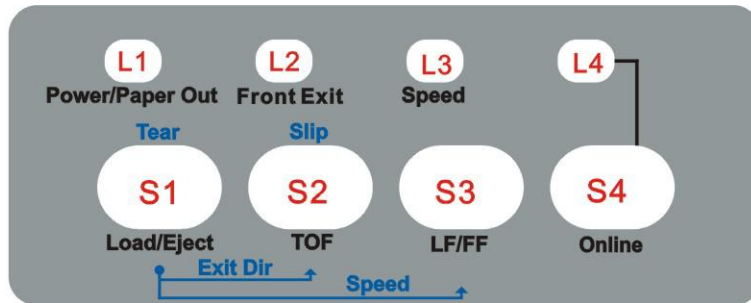 L1 L2 L3 L4
Power/Paper Out Front Exit Speed
Tear Slip
S1 S2 S3 S4
Load/Eject TOF LF/FF Online
Exit Dir
Speed